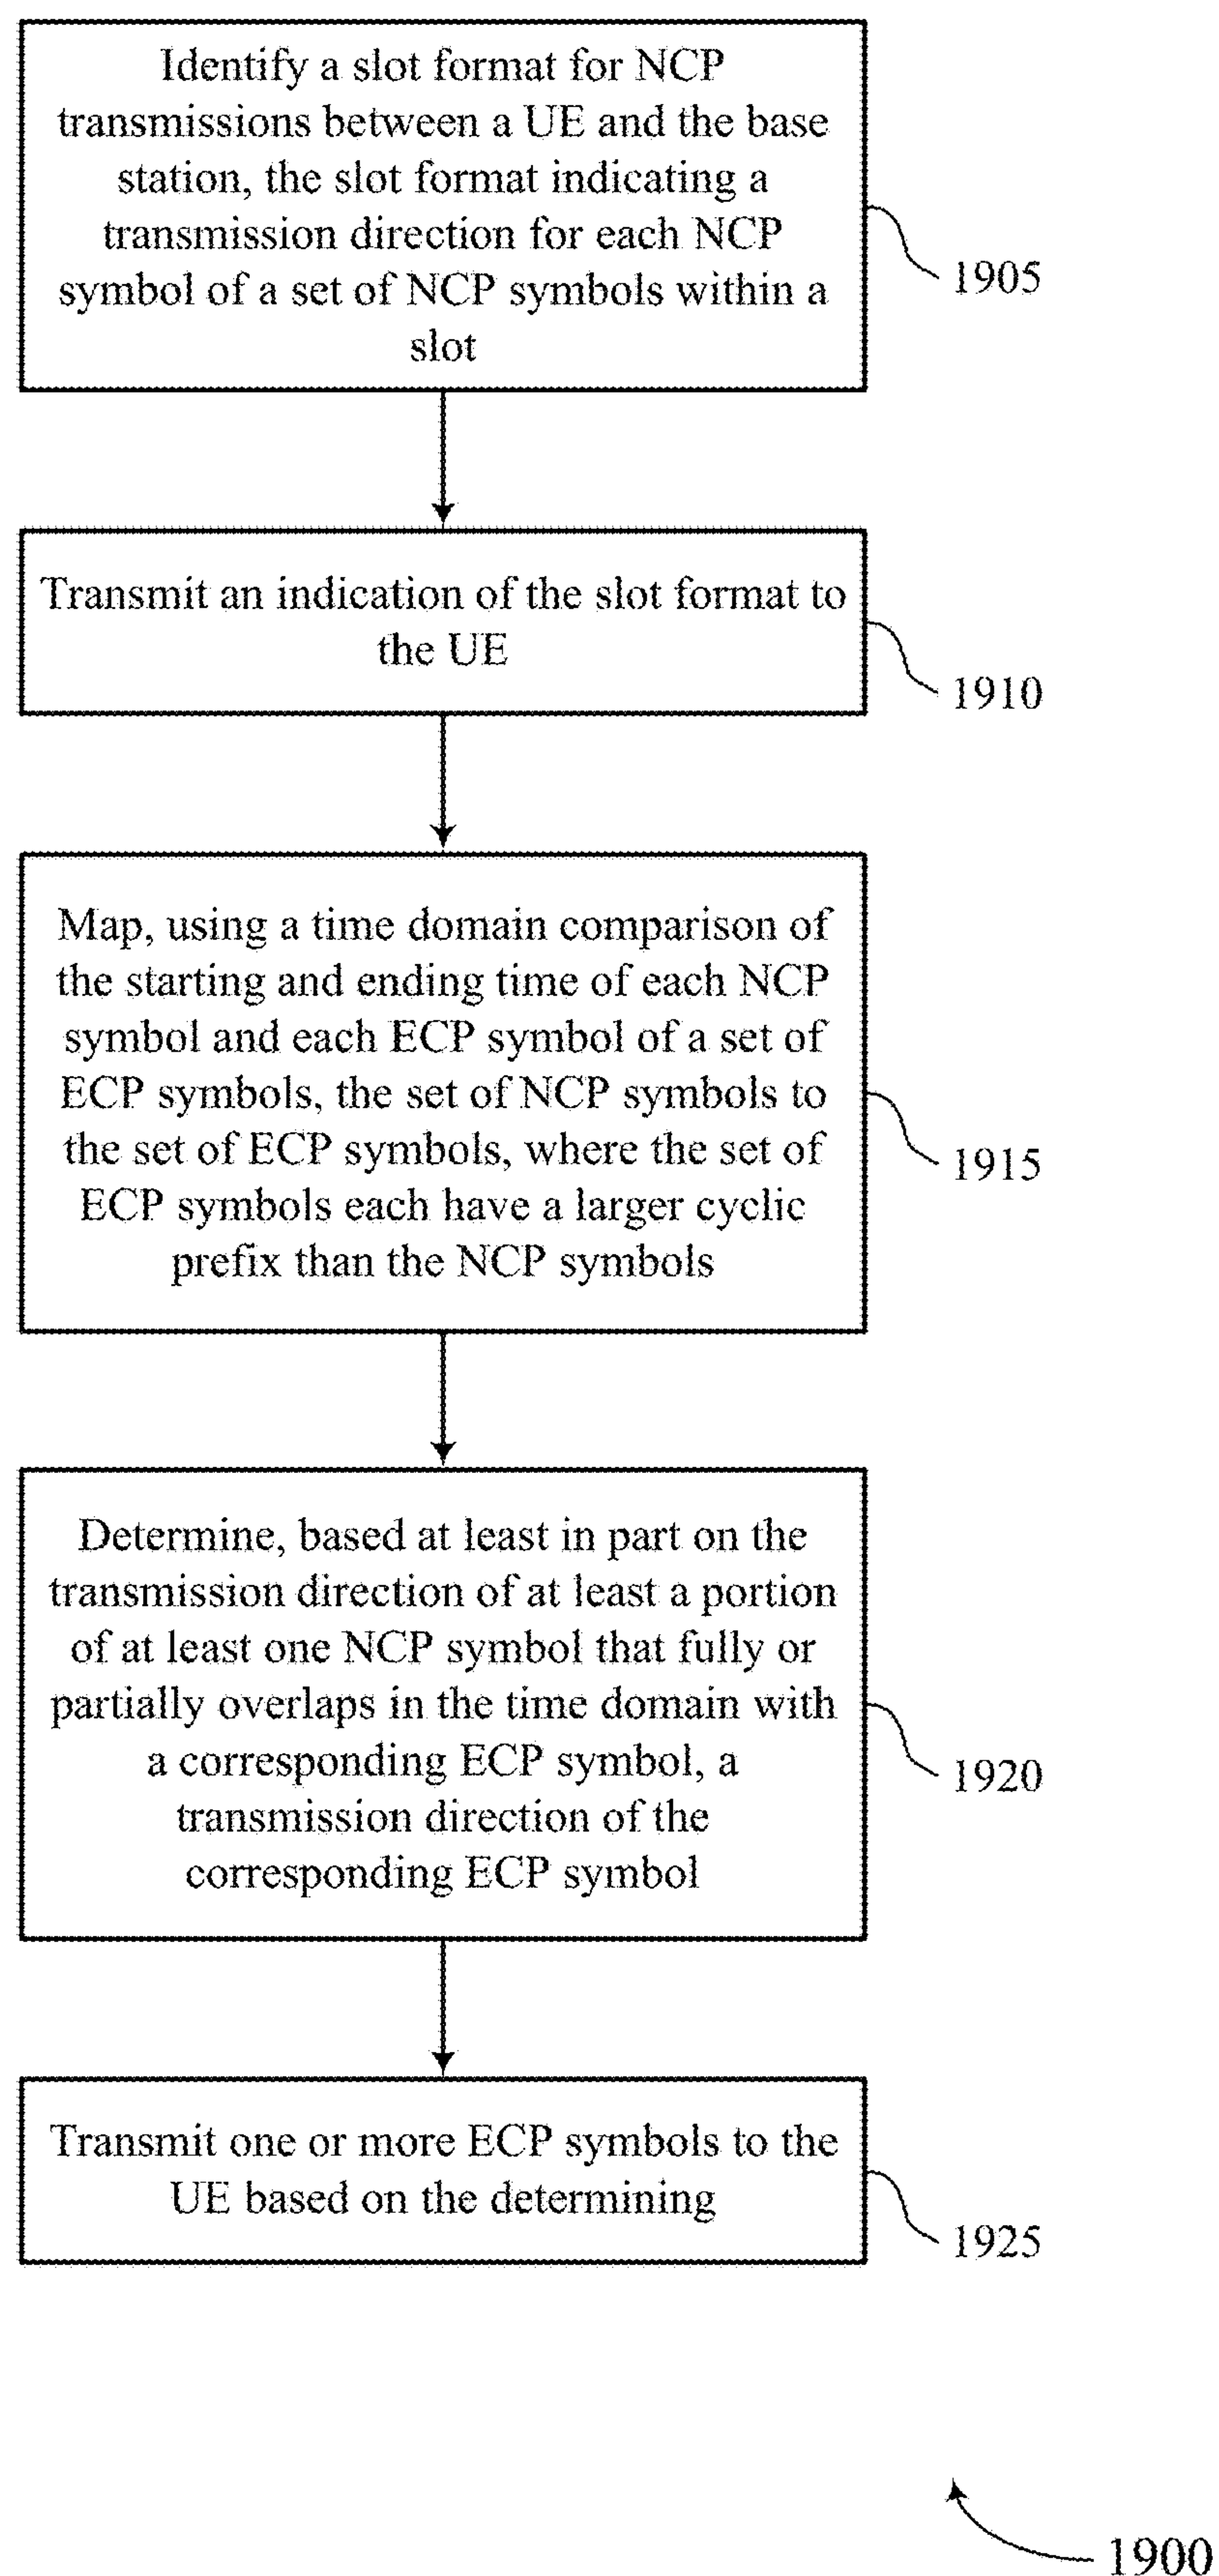 Identify a slot format for NCP
transmissions between a UE and the base
station, the slot format indicating a
transmission direction for each NCP
symbol of a set of NCP symbols within a
slot
1905
Transmit an indication of the slot format to
the UE
1910
Map, using a time domain comparison of
the starting and ending time of each NCP
symbol and each ECP symbol of a set of
ECP symbols, the set of NCP symbols to
the set of ECP symbols, where the set of
ECP symbols each have a larger cyclic
prefix than the NCP symbols
1915
Determine, based at least in part on the
transmission direction of at least a portion
of at least one NCP symbol that fully or
partially overlaps in the time domain with
a corresponding ECP symbol, a
transmission direction of the
corresponding ECP symbol
1920
Transmit one or more ECP symbols to the
UE based on the determining
1925
1900